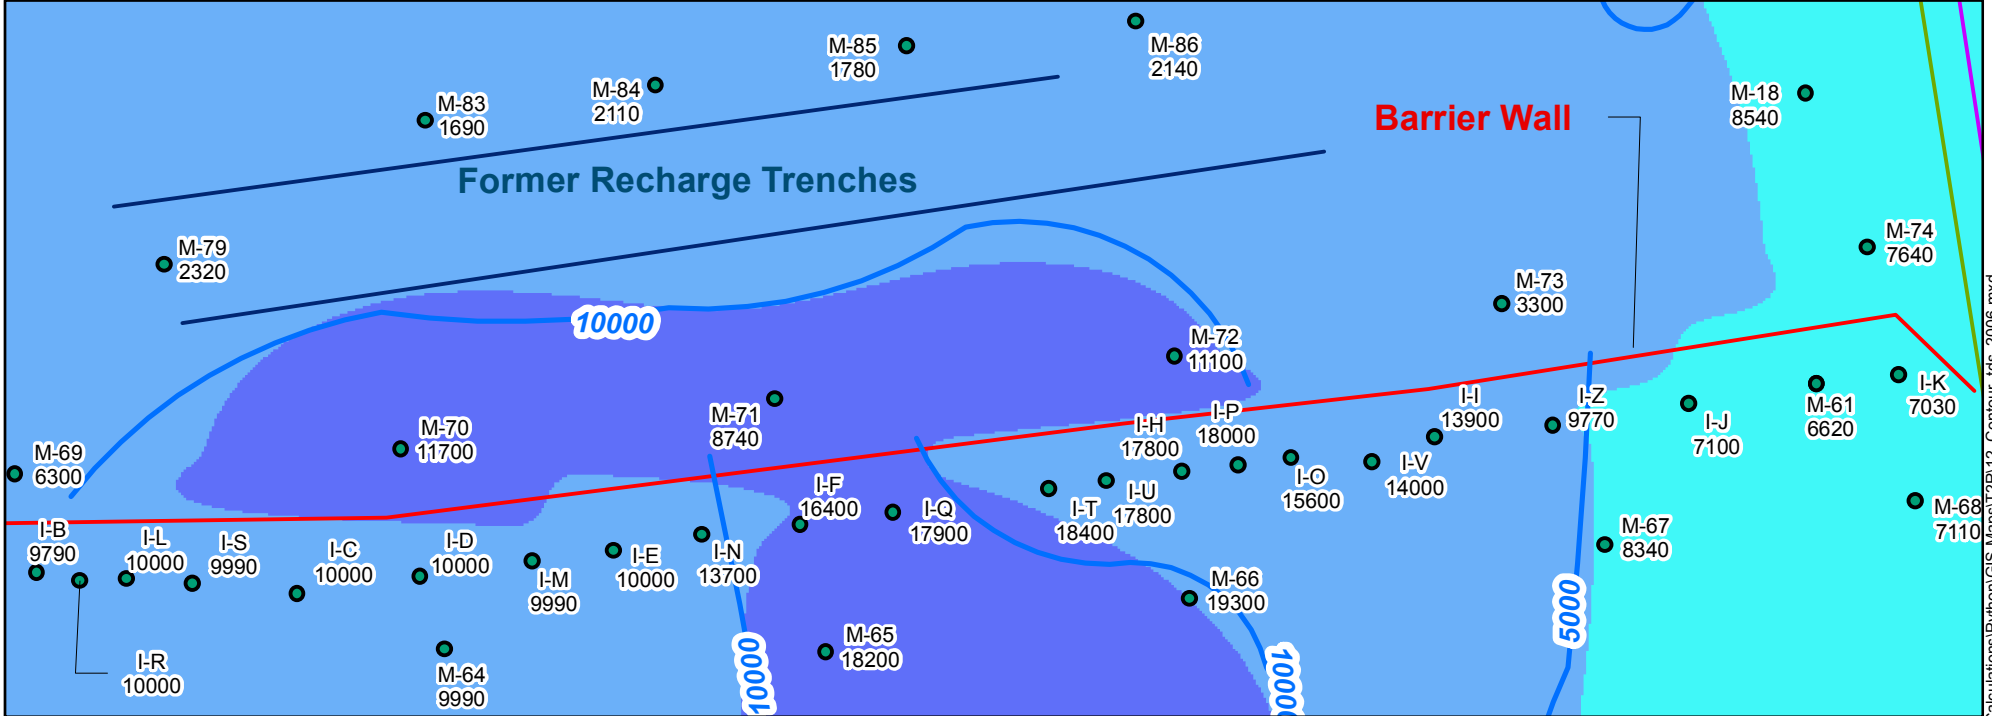 M-85
1780
M-86
2140
M-84
2110
M-83
1690
M-18
8540
Barrier Wall
Former Recharge Trenches
M-79
2320
M-74
7640
M-73
3300
10000
M-72
11100
M-71
8740
M-70
11700
M-69
6300
I-P
18000
I-H
17800
I-I
13900
I-Z
9770
I-J
7100
M-61
6620
I-K
7030
I-O
15600
I-V
14000
I-U
17800
I-T
18400
I-Q
17900
I-F
16400
I-B
9790
I-L
10000
I-S
9990
I-C
10000
I-D
10000
I-M
9990
I-E
10000
I-N
13700
M-67
8340
M-68
7110
M-66
19300
M-65
18200
M-64
9990
I-R
10000
10000
10000
5000